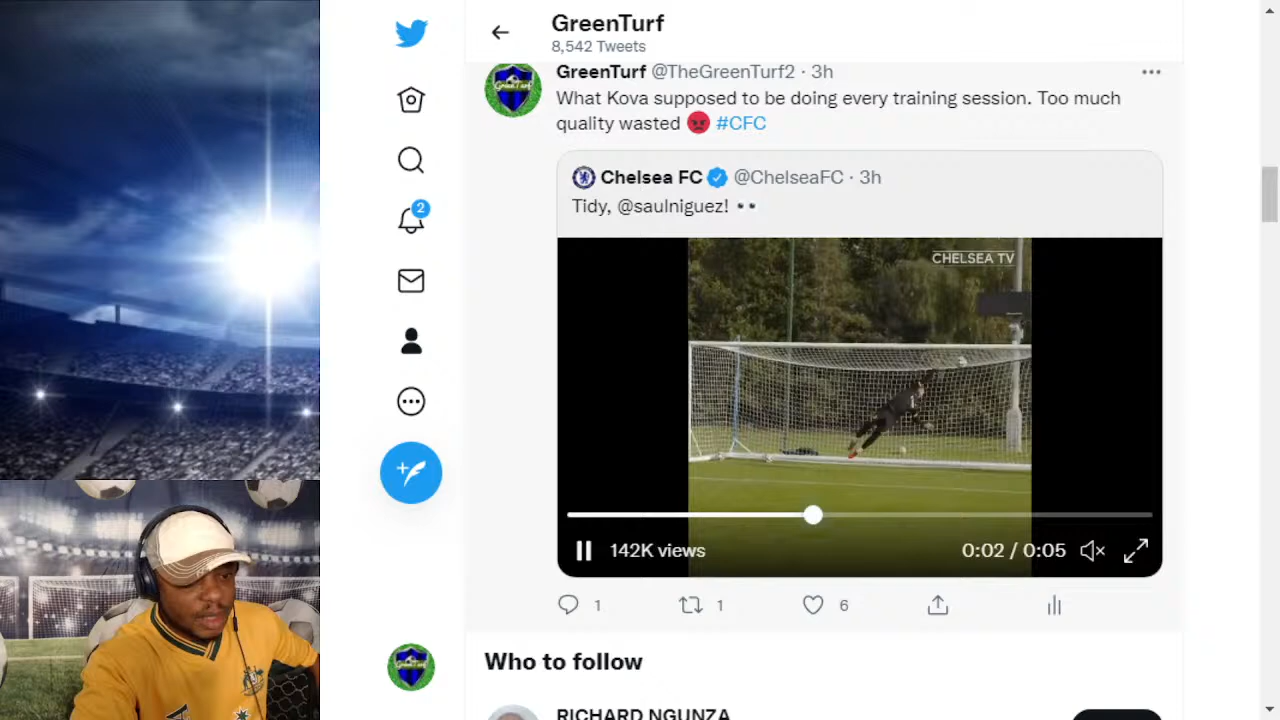 GreenTurf
8,542 Tweets
GreenTurf @TheGreenTurf2 · 3h
What Kova supposed to be doing every training session. Too much
quality wasted 😡 #CFC
Chelsea FC @ChelseaFC · 3h
Tidy, @saulniguez! 👀
CHELSEA TV
2
142K views
0:02 / 0:05
1 1 6
Who to follow
RICHARD NGUNZA